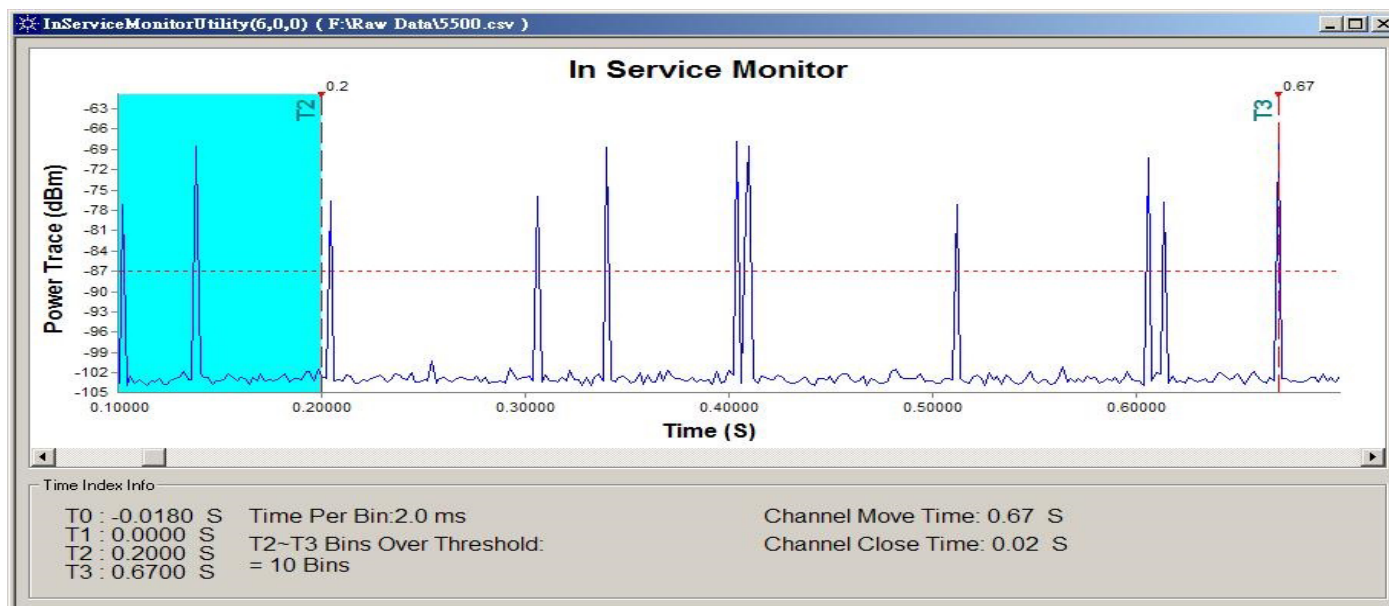 InServiceMonitorUtility(6,0,0) ( F:\Raw Data\5500.csv )
In Service Monitor
0.2
0.67
T2
T3
Power Trace (dBm)
-63
-66
-69
-72
-75
-78
-81
-84
-87
-90
-93
-96
-99
-102
-105
0.10000
0.20000
0.30000
0.40000
0.50000
0.60000
Time (S)
Time Index Info
T0 : -0.0180 S
T1 : 0.0000 S
T2 : 0.2000 S
T3 : 0.6700 S
Time Per Bin:2.0 ms
T2~T3 Bins Over Threshold:
= 10 Bins
Channel Move Time: 0.67 S
Channel Close Time: 0.02 S